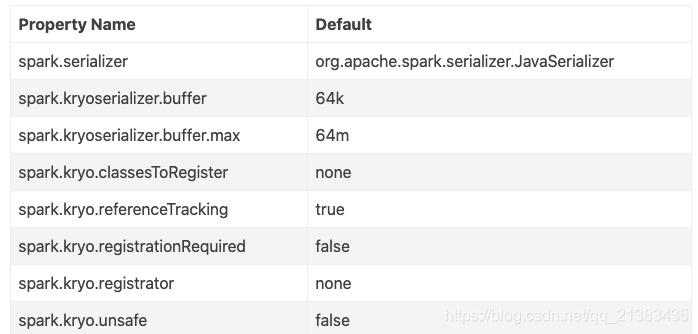 Property Name Default
spark.serializer org.apache.spark.serializer.JavaSerializer
spark.kryoserializer.buffer 64k
spark.kryoserializer.buffer.max 64m
spark.kryo.classesToRegister none
spark.kryo.referenceTracking true
spark.kryo.registrationRequired false
spark.kryo.registrator none
spark.kryo.unsafe false
https://blog.csdn.net/qq_21383435